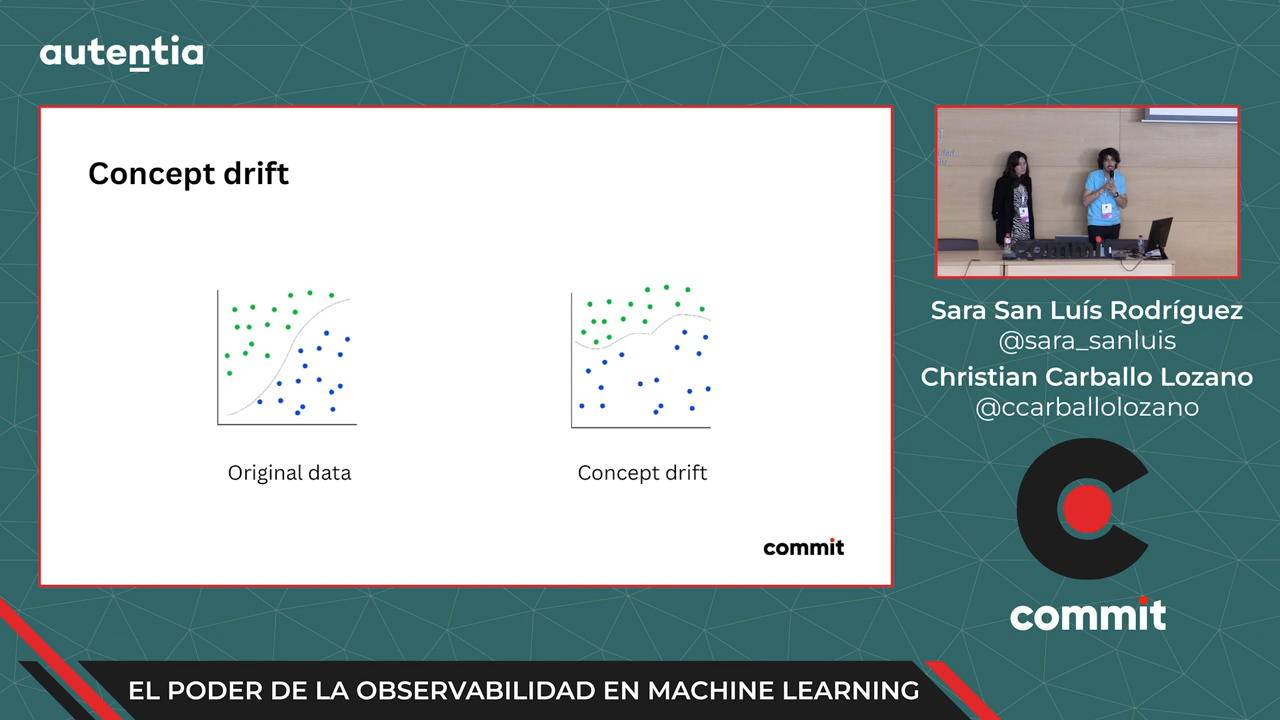 autentia
Concept drift
Original data
Concept drift
commit
Sara San Luís Rodríguez
@sara_sanluis
Christian Carballo Lozano
@ccarballolozano
commit
EL PODER DE LA OBSERVABILIDAD EN MACHINE LEARNING